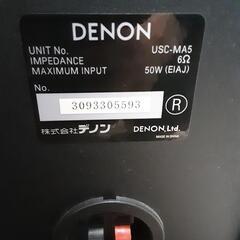 DENON
UNIT No. USC-MA5
IMPEDANCE 6Ω
MAXIMUM INPUT 50W (EIAJ)
No. 3093305593 R
株式会社デノン DENON, Ltd.
MADE IN CHINA